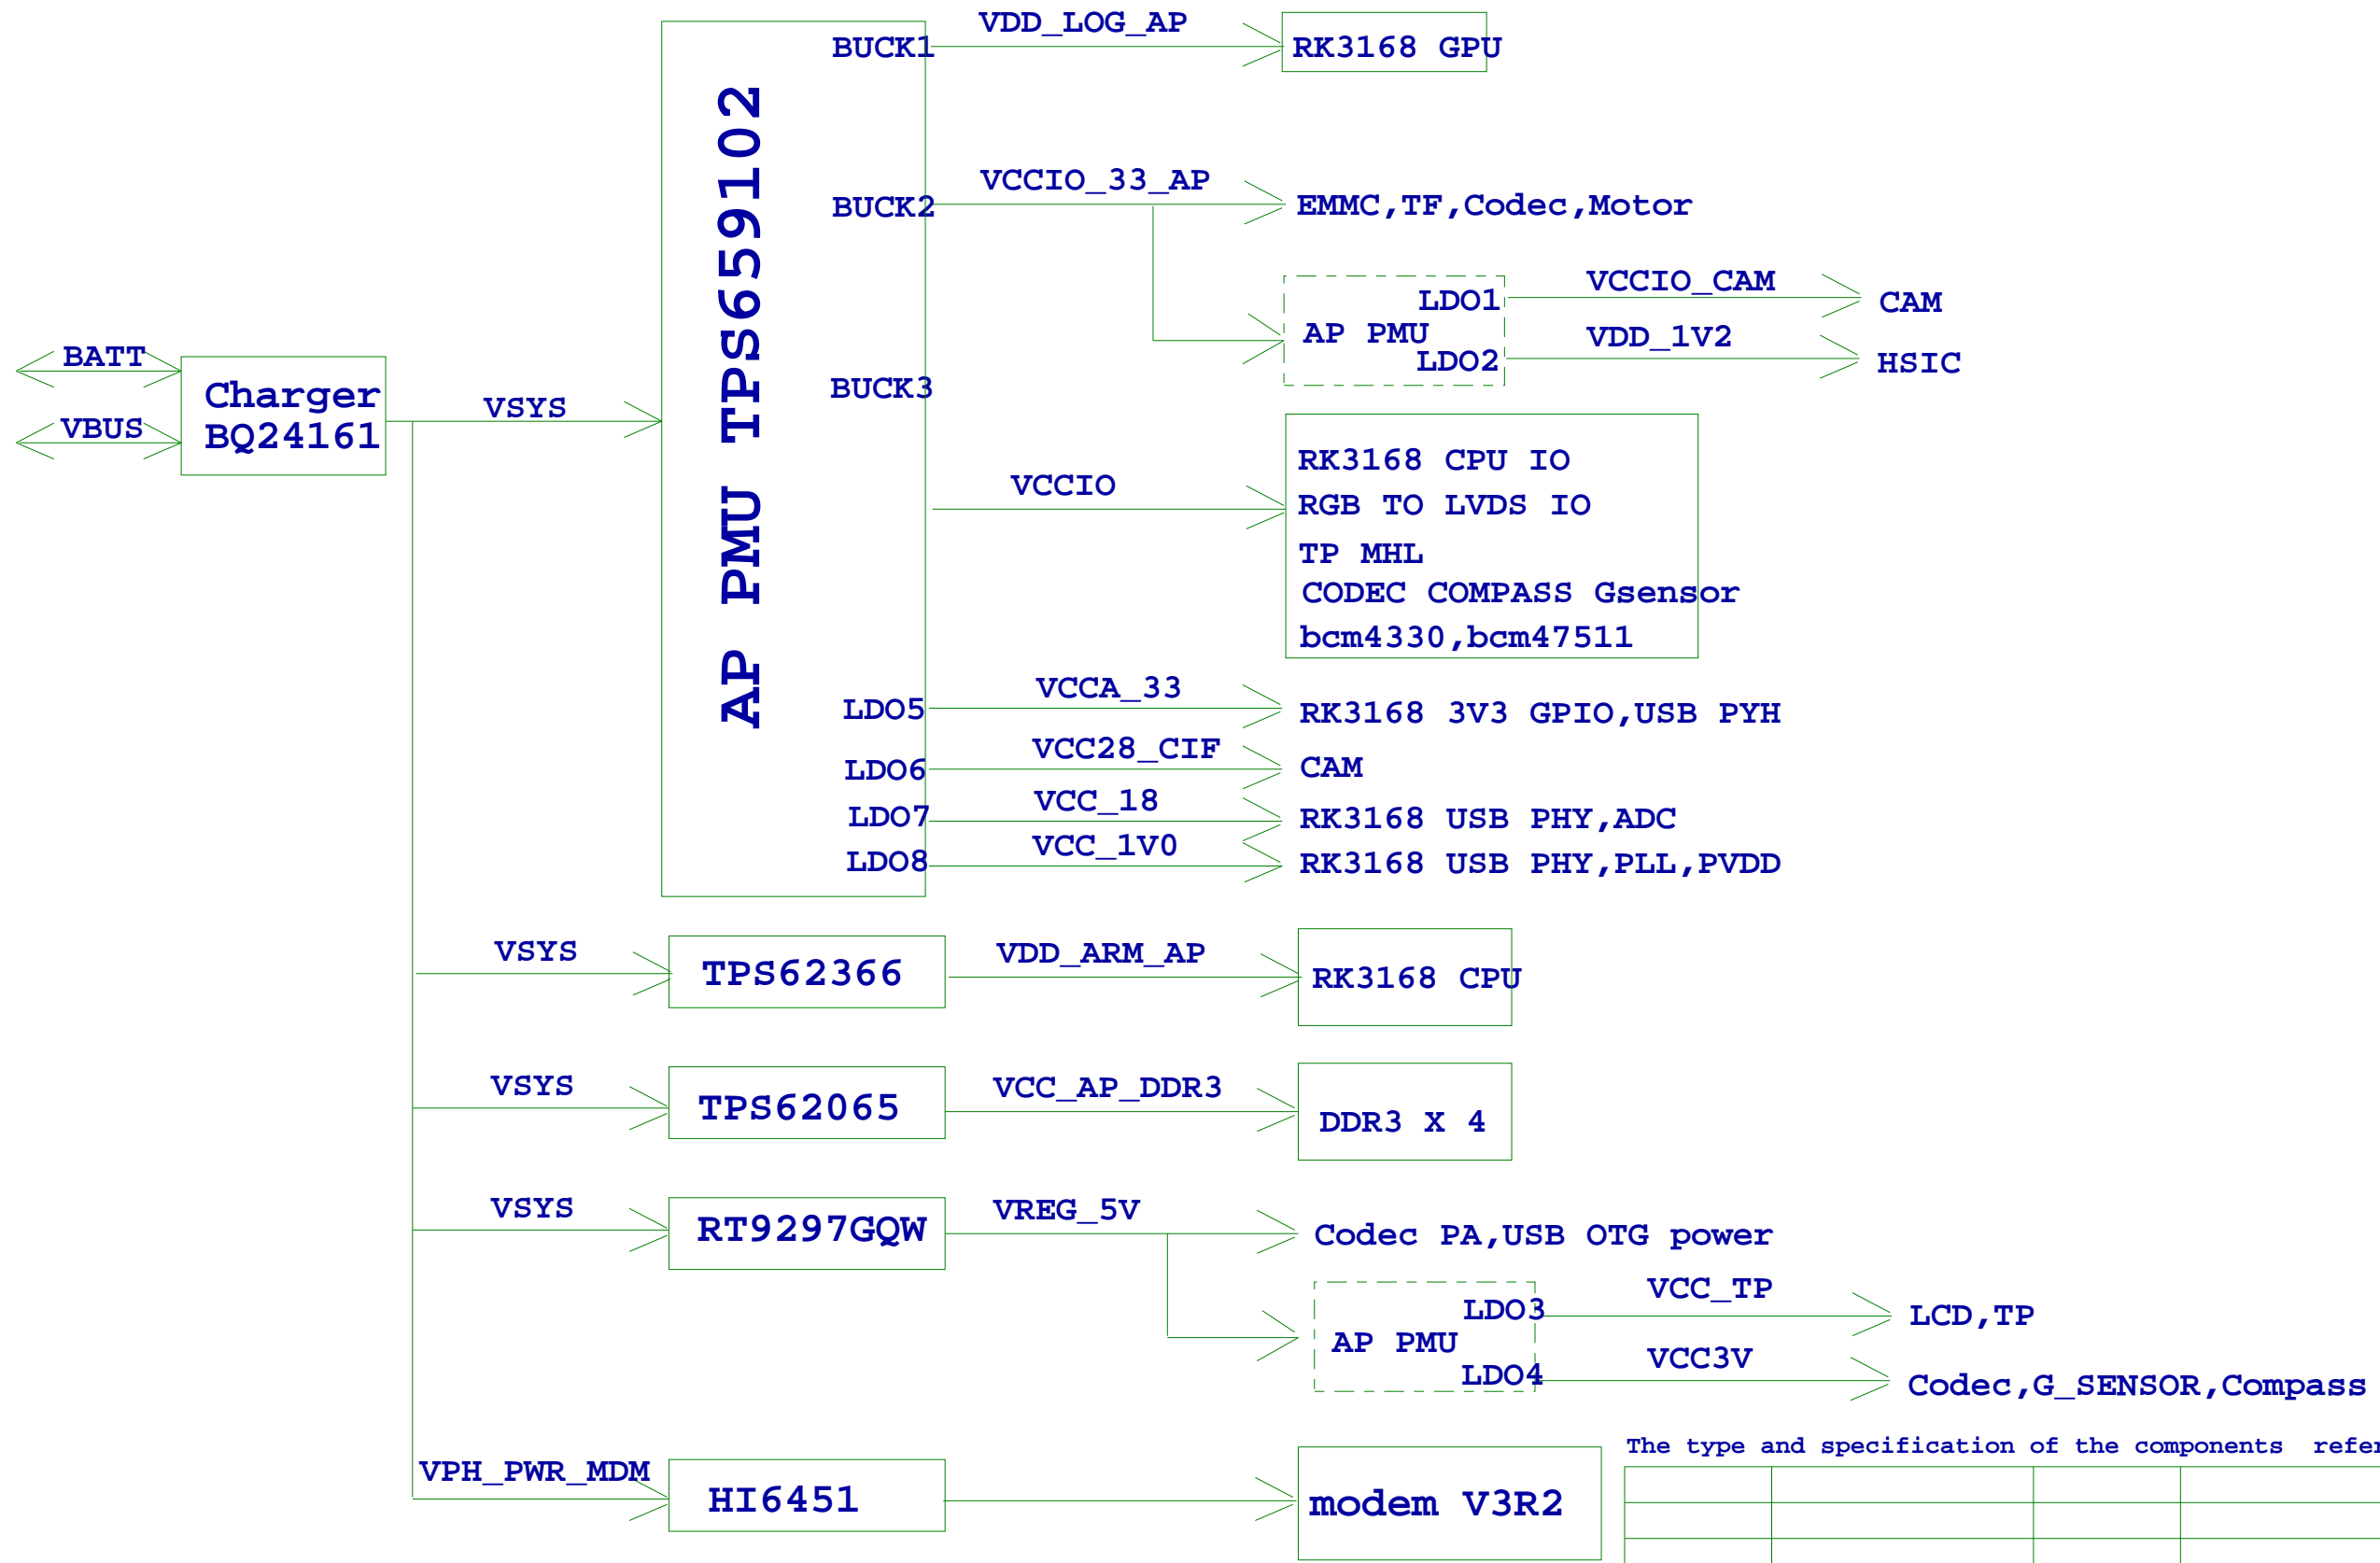 VDD_LOG_AP
BUCK1
RK3168 GPU
AP PMU TPS659102
VCCIO_33_AP
BUCK2
EMMC,TF,Codec,Motor
LDO1
VCCIO_CAM
CAM
AP PMU
VDD_1V2
LDO2
HSIC
BATT
BUCK3
Charger
VSYS
VBUS
BQ24161
VCCIO
RK3168 CPU IO
RGB TO LVDS IO
TP MHL
CODEC COMPASS Gsensor
bcm4330,bcm47511
VCCA_33
LDO5
RK3168 3V3 GPIO,USB PYH
VCC28_CIF
LDO6
CAM
VCC_18
LDO7
RK3168 USB PHY,ADC
VCC_1V0
LDO8
RK3168 USB PHY,PLL,PVDD
VSYS
TPS62366
VDD_ARM_AP
RK3168 CPU
VSYS
TPS62065
VCC_AP_DDR3
DDR3 X 4
VSYS
RT9297GQW
VREG_5V
Codec PA,USB OTG power
LDO3
VCC_TP
LCD,TP
AP PMU
VCC3V
LDO4
Codec,G_SENSOR,Compass
The type and specification of the components refer
VPH_PWR_MDM
HI6451
modem V3R2